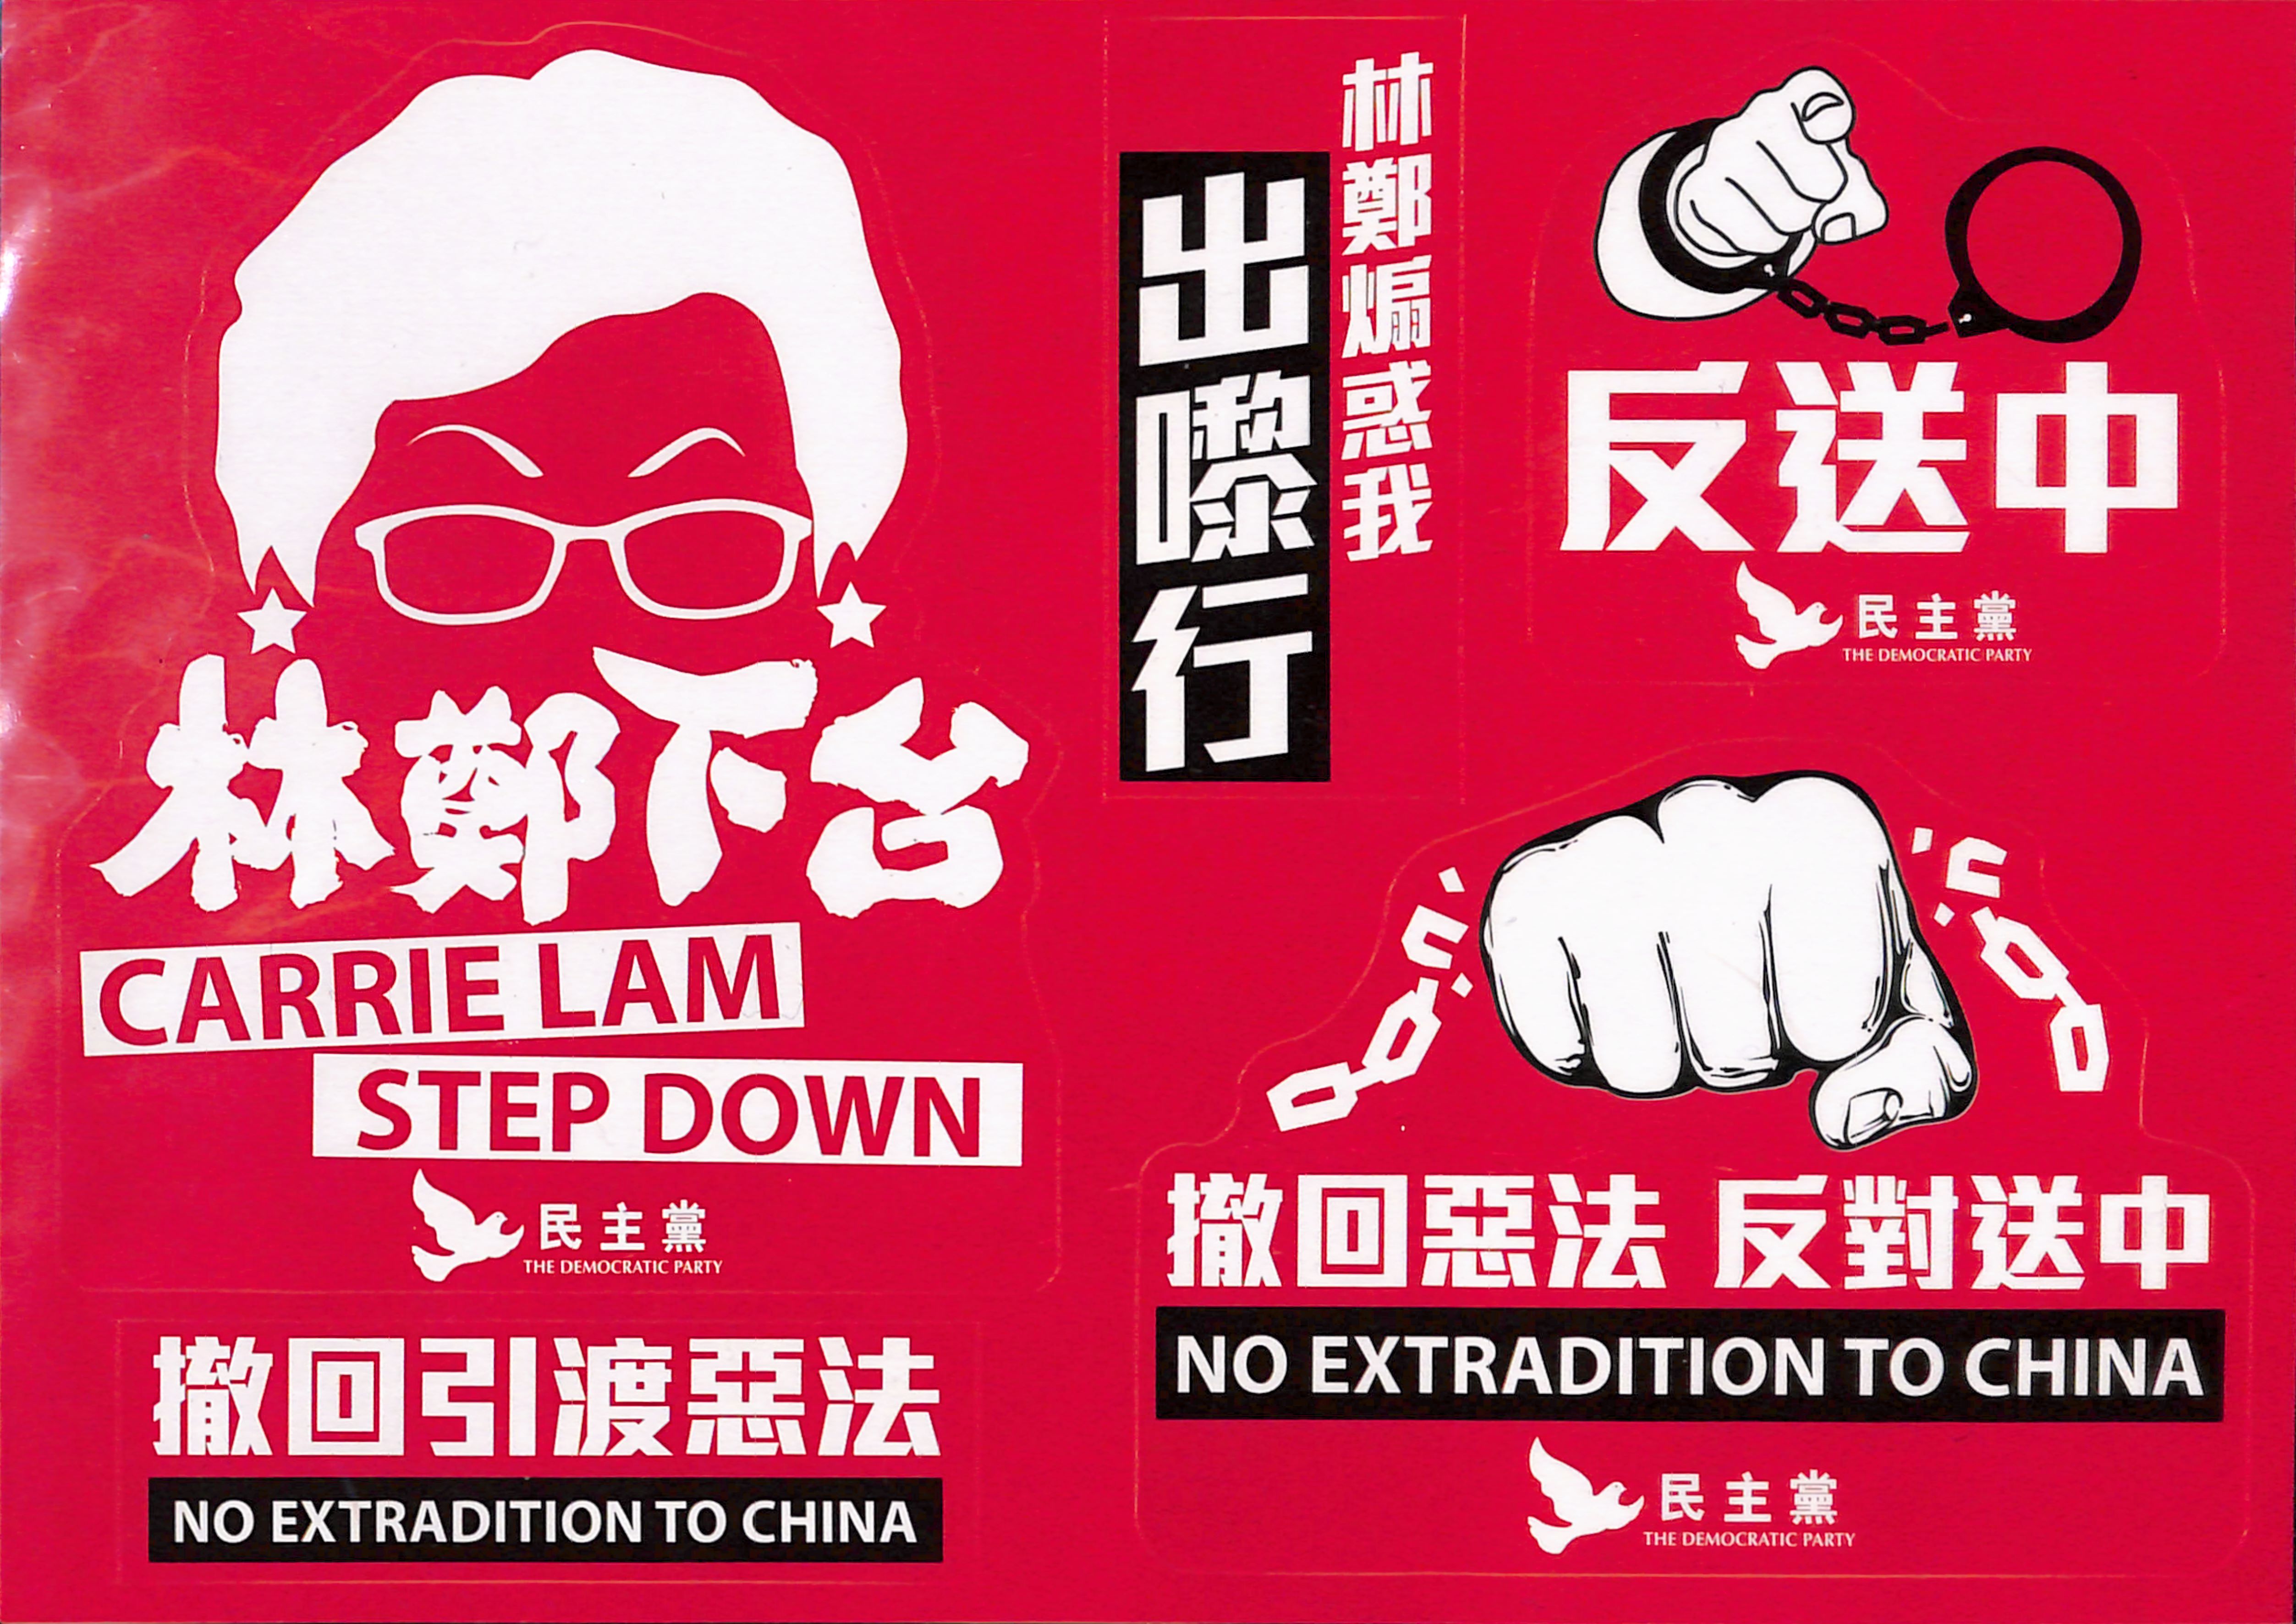 林鄭下台
CARRIE LAM
STEP DOWN
民主黨
THE DEMOCRATIC PARTY
撤回引渡惡法
NO EXTRADITION TO CHINA
林鄭煽惑我
出嚟行
反送中
民主黨
THE DEMOCRATIC PARTY
撤回惡法 反對送中
NO EXTRADITION TO CHINA
民主黨
THE DEMOCRATIC PARTY